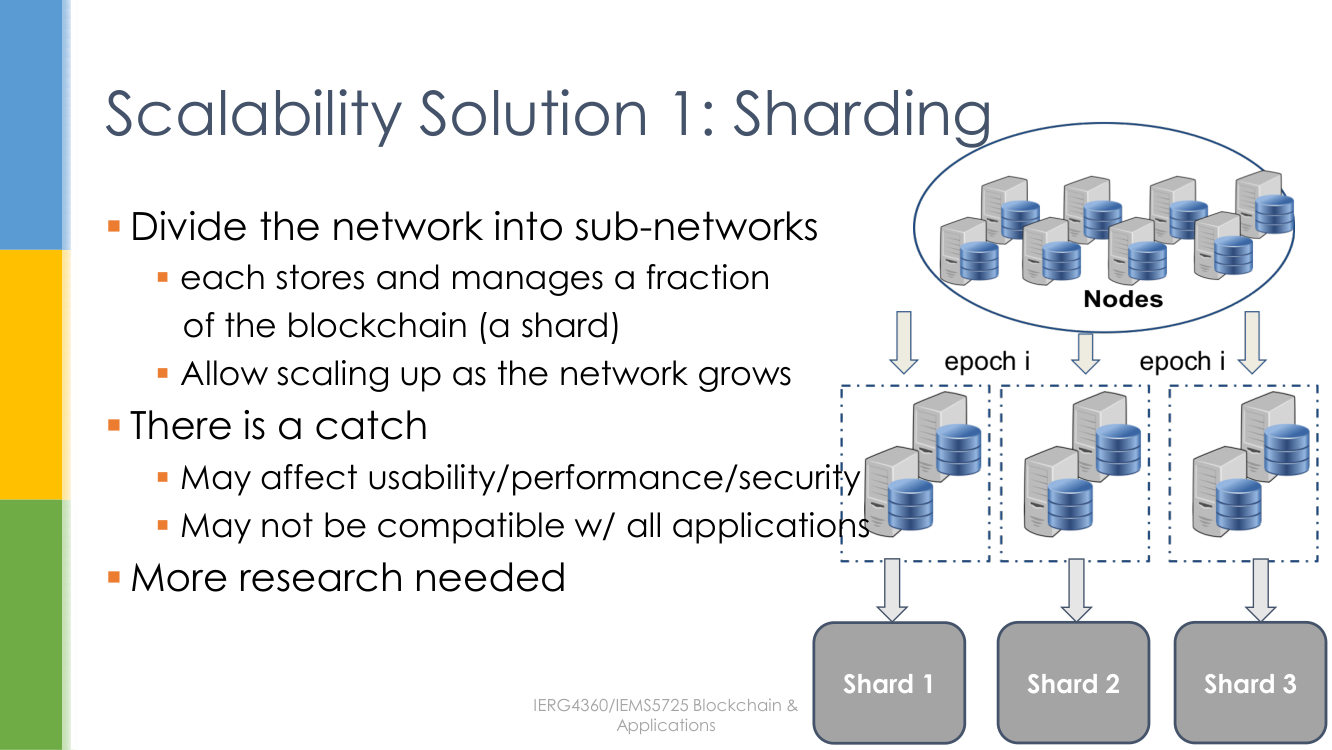 Scalability Solution 1: Sharding
Divide the network into sub-networks
each stores and manages a fraction
of the blockchain (a shard)
Allow scaling up as the network grows
There is a catch
May affect usability/performance/security
May not be compatible w/ all applications
More research needed
Nodes
epoch i
epoch i
Shard 1
Shard 2
Shard 3
IERG4360/IEMS5725 Blockchain &
Applications